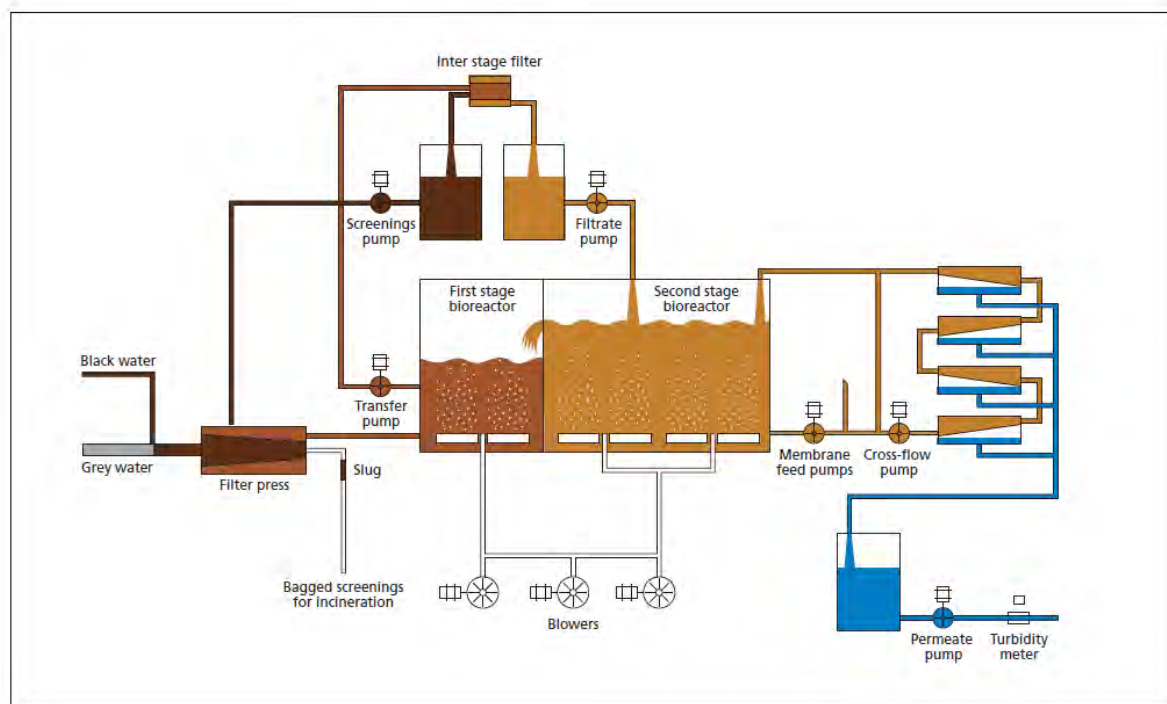 Inter stage filter
Screenings
pump
Filtrate
pump
First stage
bioreactor
Second stage
bioreactor
Black water
Transfer
pump
Grey water
Filter press
Slug
Membrane
feed pumps
Cross-flow
pump
Bagged screenings
for incineration
Blowers
Permeate
pump
Turbidity
meter